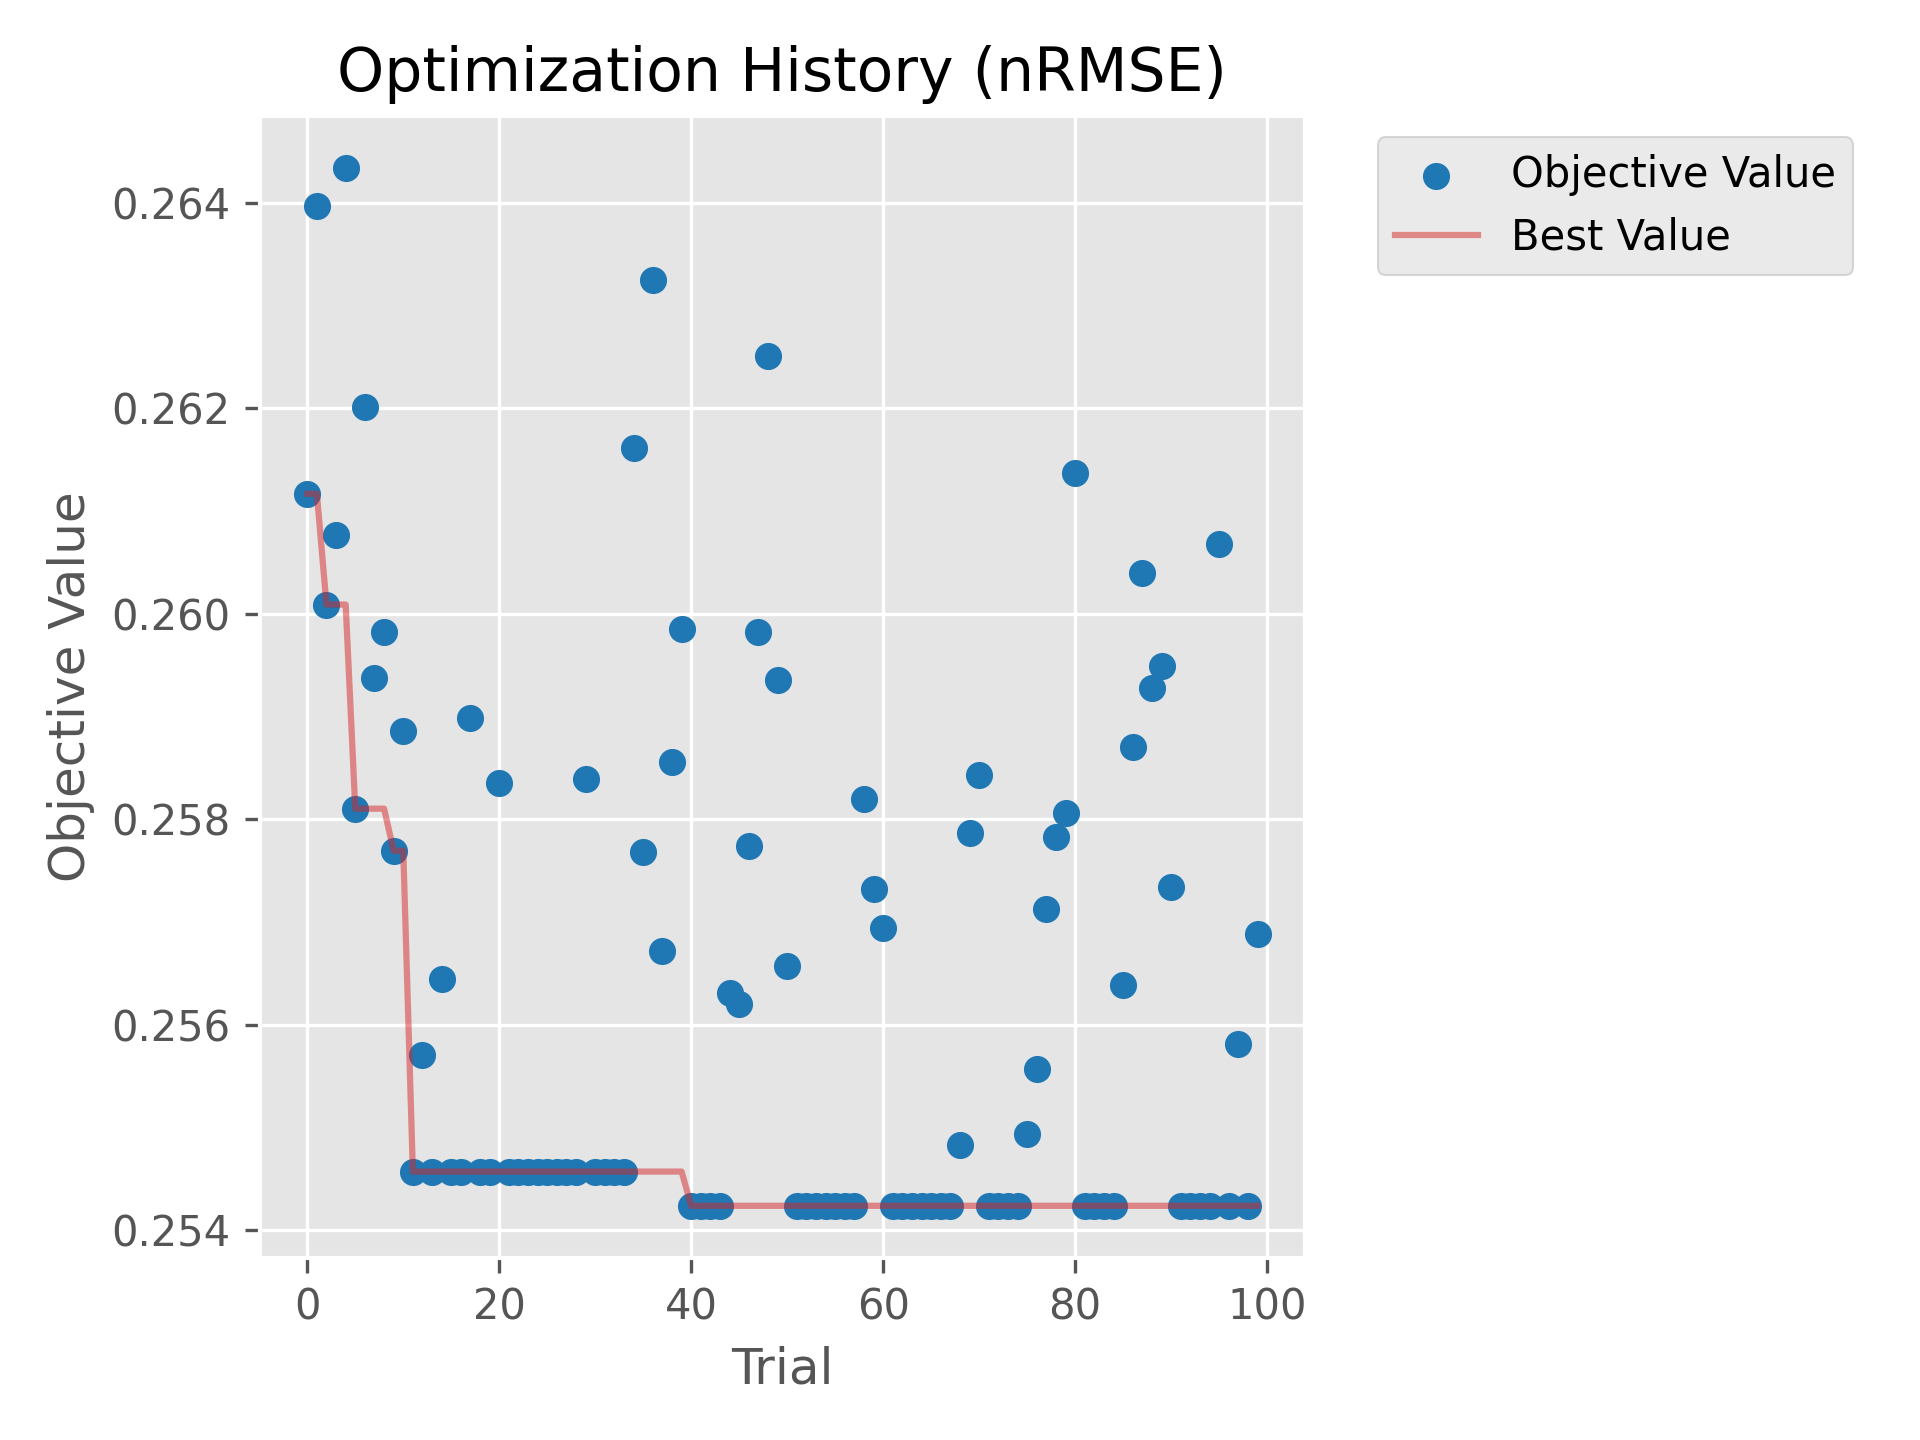 Optimization History (nRMSE)
Objective Value
Best Value
0.264
0.262
0.260
0.258
0.256
0.254
Objective Value
0 20 40 60 80 100
Trial